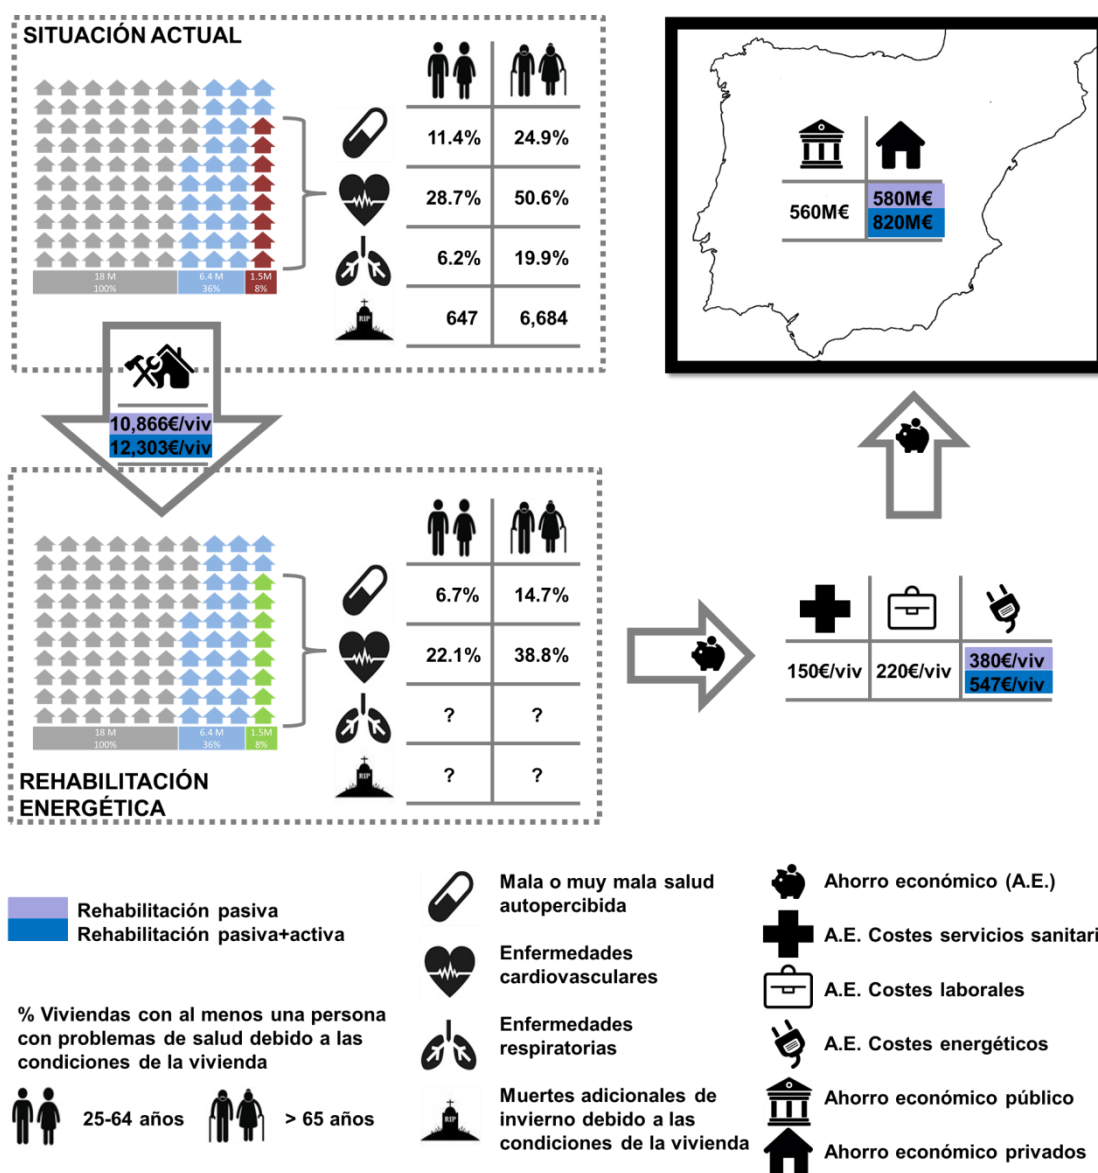 SITUACIÓN ACTUAL
18 M 6.4 M 1.5M
100% 36% 8%
11.4% 24.9%
28.7% 50.6%
6.2% 19.9%
RIP
647 6,684
10,866€/viv
12,303€/viv
560M€
580M€
820M€
18 M 6.4 M 1.5M
100% 36% 8%
6.7% 14.7%
22.1% 38.8%
? ?
RIP
? ?
REHABILITACIÓN
ENERGÉTICA
150€/viv 220€/viv
380€/viv
547€/viv
Rehabilitación pasiva
Rehabilitación pasiva+activa
% Viviendas con al menos una persona
con problemas de salud debido a las
condiciones de la vivienda
25-64 años > 65 años
Mala o muy mala salud
autopercibida
Enfermedades
cardiovasculares
Enfermedades
respiratorias
RIP
Muertes adicionales de
invierno debido a las
condiciones de la vivienda
Ahorro económico (A.E.)
A.E. Costes servicios sanitari
A.E. Costes laborales
A.E. Costes energéticos
Ahorro económico público
Ahorro económico privados